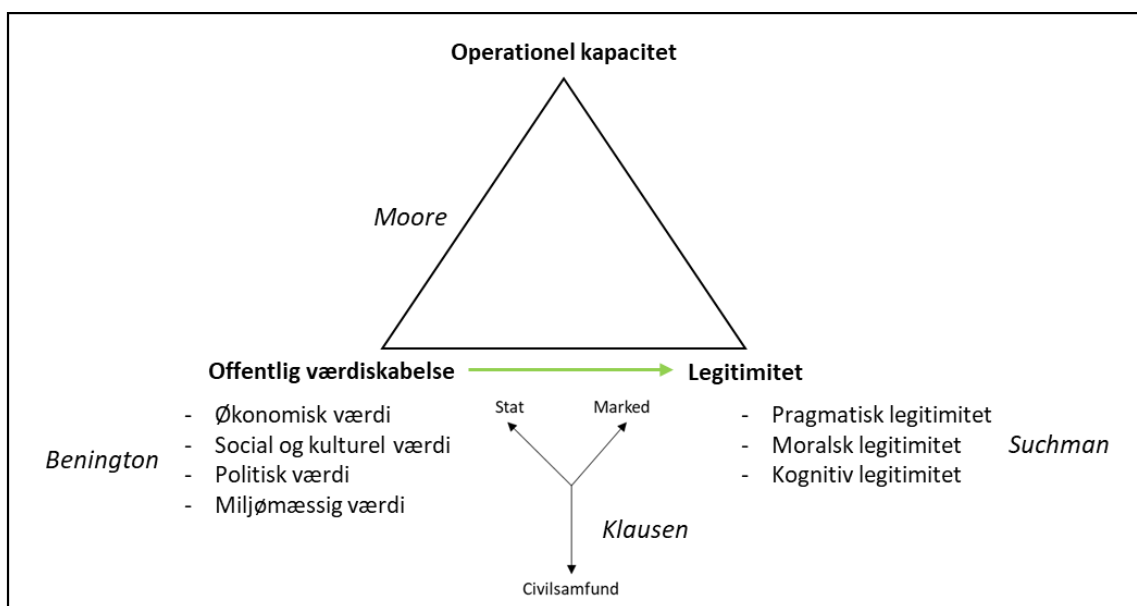 Operationel kapacitet
Moore
Offentlig værdiskabelse
Legitimitet
Stat
Marked
- Økonomisk værdi
- Social og kulturel værdi
- Politisk værdi
- Miljømæssig værdi
Benington
- Pragmatisk legitimitet
- Moralsk legitimitet
- Kognitiv legitimitet
Suchman
Klausen
Civilsamfund